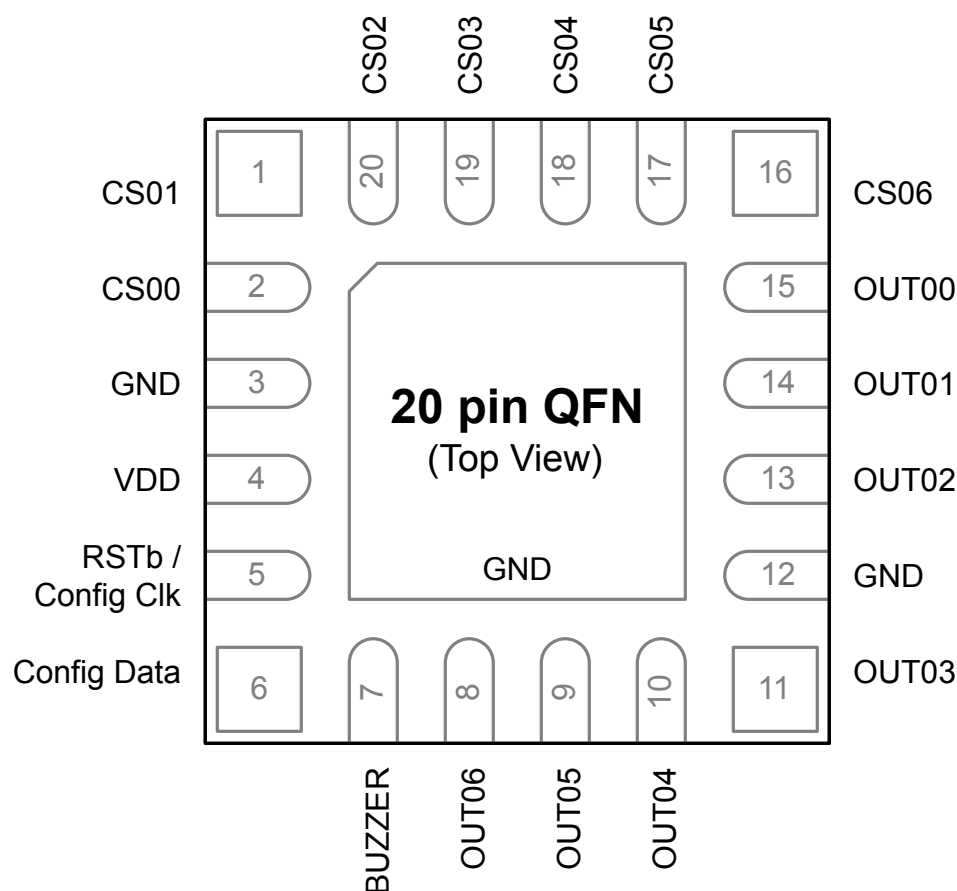 CS02
CS03
CS04
CS05
1
20
19
18
17
16
CS01
CS06
CS00
2
15
OUT00
GND
3
14
OUT01
20 pin QFN
(Top View)
VDD
4
13
OUT02
RSTb /
Config Clk
5
GND
12
GND
Config Data
6
7
8
9
10
11
OUT03
BUZZER
OUT06
OUT05
OUT04